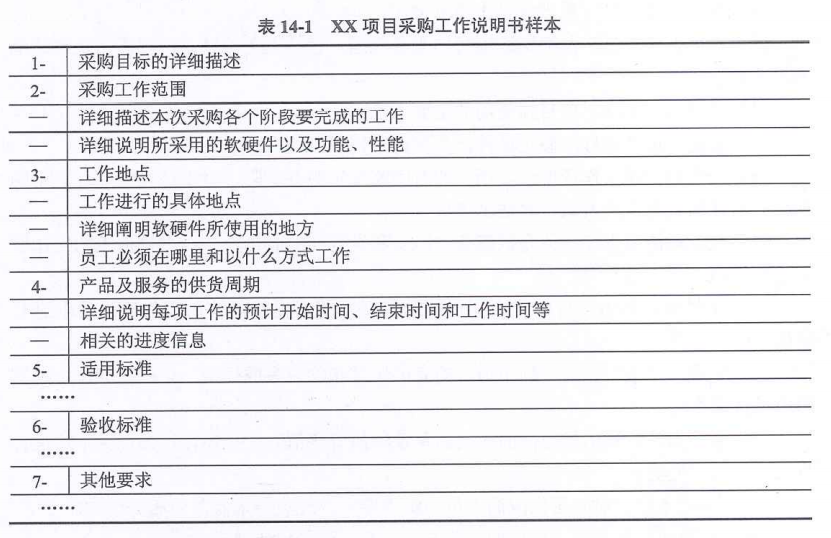 表 14-1 XX 项目采购工作说明书样本
1- 采购目标的详细描述
2- 采购工作范围
— 详细描述本次采购各个阶段要完成的工作
— 详细说明所采用的软硬件以及功能、性能
3- 工作地点
— 工作进行的具体地点
— 详细阐明软硬件所使用的地方
— 员工必须在哪里和以什么方式工作
4- 产品及服务的供货周期
— 详细说明每项工作的预计开始时间、结束时间和工作时间等
— 相关的进度信息
5- 适用标准
……
6- 验收标准
……
7- 其他要求
……